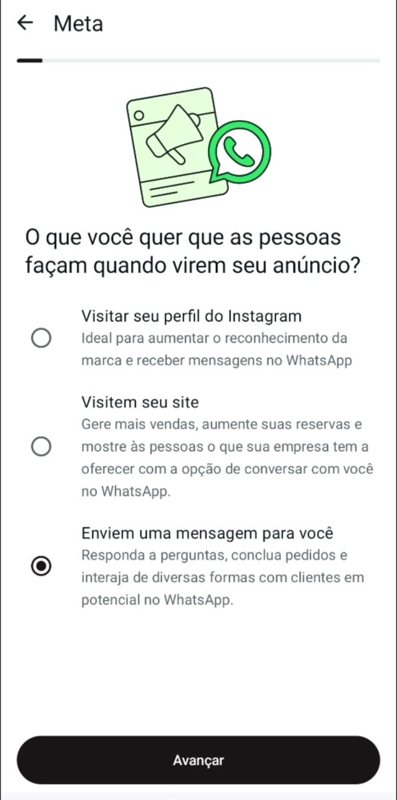 Meta
O que você quer que as pessoas
façam quando virem seu anúncio?
Visitar seu perfil do Instagram
Ideal para aumentar o reconhecimento da
marca e receber mensagens no WhatsApp
Visitem seu site
Gere mais vendas, aumente suas reservas e
mostre às pessoas o que sua empresa tem a
oferecer com a opção de conversar com você
no WhatsApp.
Enviem uma mensagem para você
Responda a perguntas, conclua pedidos e
interaja de diversas formas com clientes em
potencial no WhatsApp.
Avançar